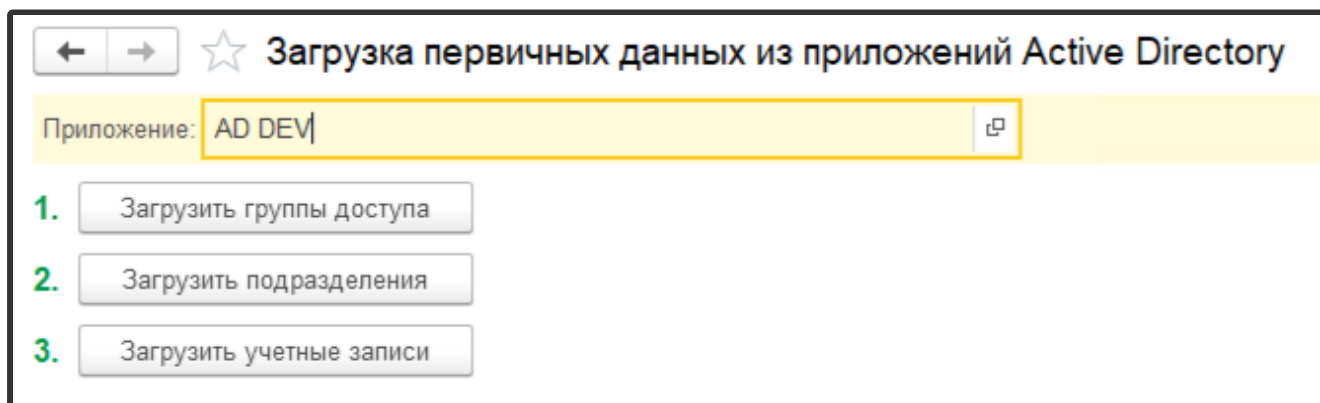 Загрузка первичных данных из приложений Active Directory
Приложение: AD DEV
1. Загрузить группы доступа
2. Загрузить подразделения
3. Загрузить учетные записи